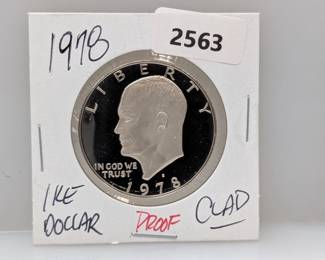 1978
2563
LIBERTY
IN GOD WE
TRUST
S
1978
IKE
DOLLAR
PROOF
CLAD